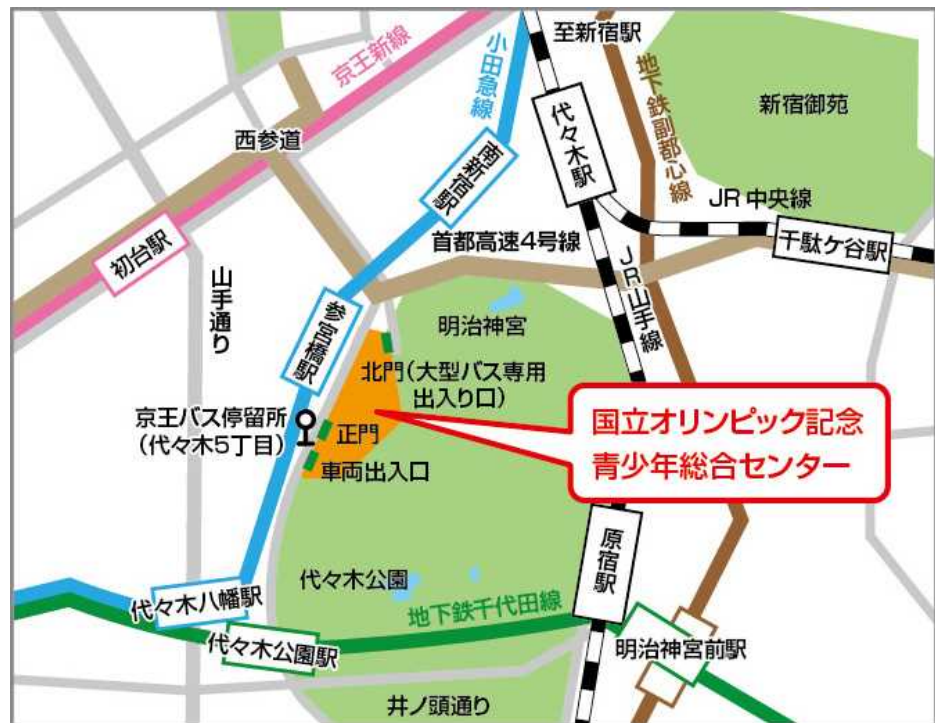 至新宿駅
京王新線
小田急線
地下鉄副都心線
新宿御苑
代々木駅
西参道
南新宿駅
JR中央線
首都高速4号線
千駄ケ谷駅
初台駅
山手通り
JR山手線
明治神宮
参宮橋駅
北門(大型バス専用
出入り口)
京王バス停留所
(代々木5丁目)
正門
車両出入口
国立オリンピック記念
青少年総合センター
原宿駅
代々木公園
代々木八幡駅
地下鉄千代田線
代々木公園駅
明治神宮前駅
井ノ頭通り